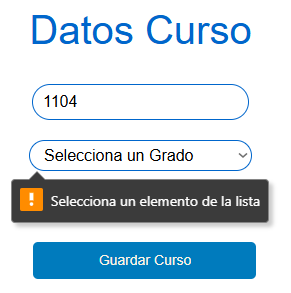 Datos Curso
1104
Selecciona un Grado
Selecciona un elemento de la lista
Guardar Curso